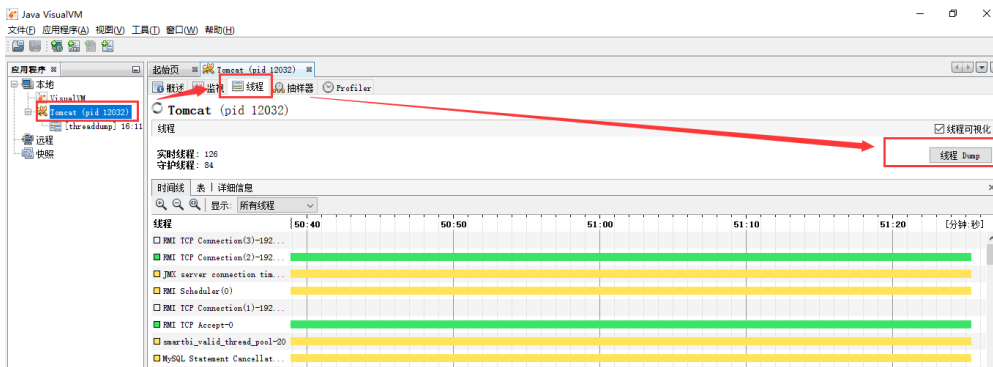 Java VisualVM
文件(F) 应用程序(A) 视图(V) 工具(T) 窗口(W) 帮助(H)
应用程序
起始页 Tomcat (pid 12032)
本地
VisualVM
Tomcat (pid 12032)
[threaddump] 16:11
远程
快照
概述 监视 线程 抽样器 Profiler
Tomcat (pid 12032)
线程
线程可视化
实时线程: 126
守护线程: 84
线程 Dump
时间线 表 详细信息
显示: 所有线程
线程 50:40 50:50 51:00 51:10 51:20 [分钟:秒]
RMI TCP Connection(3)-192...
RMI TCP Connection(2)-192...
JMX server connection tim...
RMI Scheduler(0)
RMI TCP Connection(1)-192...
RMI TCP Accept-0
smartbi_valid_thread_pool-20
MySQL Statement Cancellat...